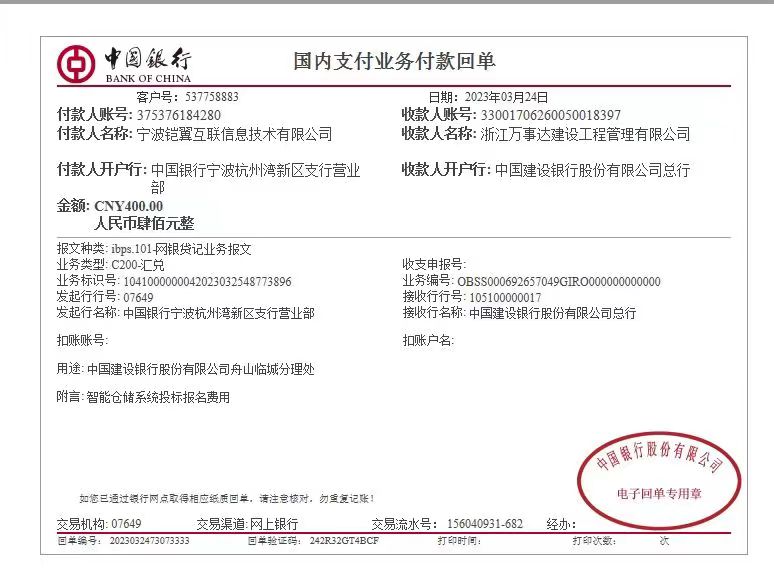 中国银行
BANK OF CHINA
国内支付业务付款回单
客户号：537758883 日期：2023年03月24日
付款人账号: 375376184280 收款人账号: 33001706260050018397
付款人名称: 宁波铠翼互联信息技术有限公司 收款人名称: 浙江万事达建设工程管理有限公司
付款人开户行: 中国银行宁波杭州湾新区支行营业 收款人开户行: 中国建设银行股份有限公司总行
部
金额: CNY400.00
人民币肆佰元整
报文种类: ibps.101-网银贷记业务报文
业务类型: C200-汇兑 收支申报号:
业务标识号: 1041000000042023032548773896 业务编号: OBSS000692657049GIRO000000000000
发起行行号: 07649 接收行行号: 105100000017
发起行名称: 中国银行宁波杭州湾新区支行营业部 接收行名称: 中国建设银行股份有限公司总行
扣账账号: 扣账户名:
用途: 中国建设银行股份有限公司舟山临城分理处
附言: 智能仓储系统投标报名费用
中国银行股份有限公司
电子回单专用章
如您已通过银行网点取得相应纸质回单，请注意核对，勿重复记账！
交易机构: 07649 交易渠道: 网上银行 交易流水号： 156040931-682 经办:
回单编号： 2023032473073333 回单验证码： 242R32GT4BCF 打印时间： 打印次数： 次